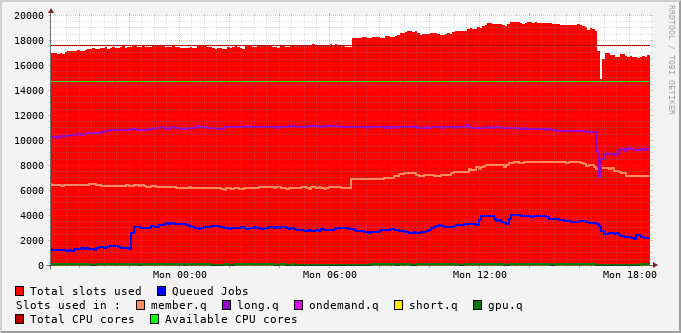 20000
18000
16000
14000
12000
10000
8000
6000
4000
2000
0
Mon 00:00 Mon 06:00 Mon 12:00 Mon 18:00
RRDTOOL / TOBI OETIKER
Total slots used Queued Jobs
Slots used in : member.q long.q ondemand.q short.q gpu.q
Total CPU cores Available CPU cores